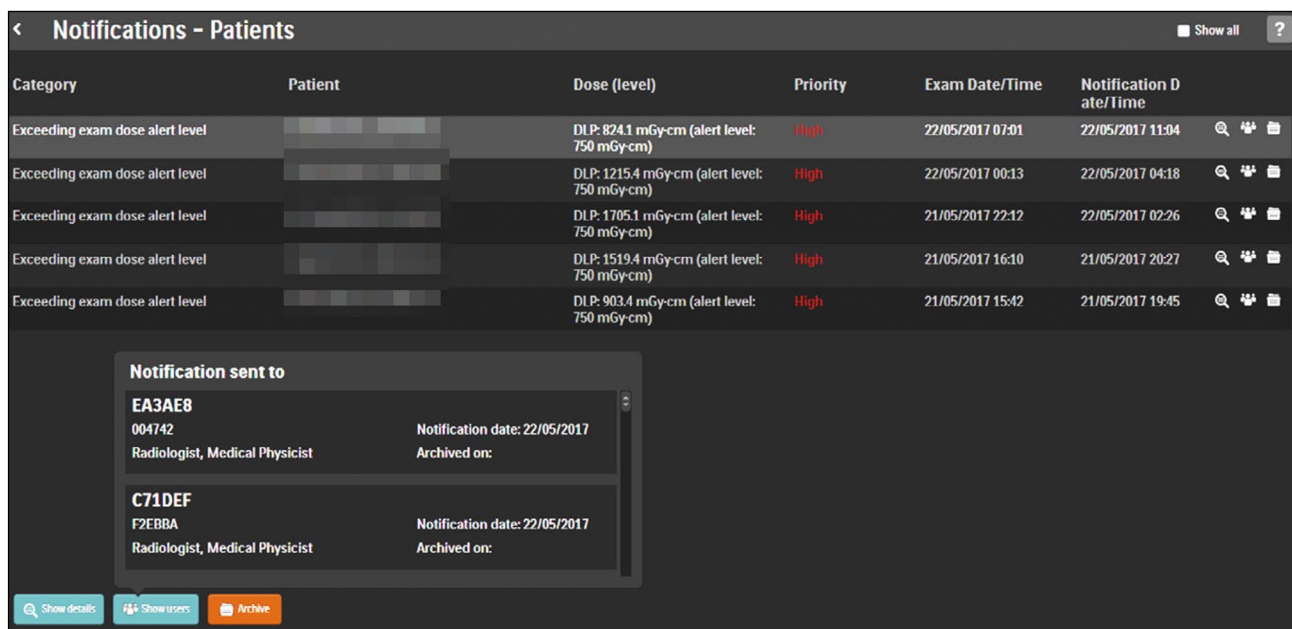 Notifications - Patients
Show all
?
Category Patient Dose (level) Priority Exam Date/Time Notification D
ate/Time
Exceeding exam dose alert level DLP: 824.1 mGy·cm (alert level: High 22/05/2017 07:01 22/05/2017 11:04
750 mGy·cm)
Exceeding exam dose alert level DLP: 1215.4 mGy·cm (alert level: High 22/05/2017 00:13 22/05/2017 04:18
750 mGy·cm)
Exceeding exam dose alert level DLP: 1705.1 mGy·cm (alert level: High 21/05/2017 22:12 22/05/2017 02:26
750 mGy·cm)
Exceeding exam dose alert level DLP: 1519.4 mGy·cm (alert level: High 21/05/2017 16:10 21/05/2017 20:27
750 mGy·cm)
Exceeding exam dose alert level DLP: 903.4 mGy·cm (alert level: High 21/05/2017 15:42 21/05/2017 19:45
750 mGy·cm)
Notification sent to
EA3AE8
004742 Notification date: 22/05/2017
Radiologist, Medical Physicist Archived on:
C71DEF
F2EBBA Notification date: 22/05/2017
Radiologist, Medical Physicist Archived on:
Show details Show users Archive